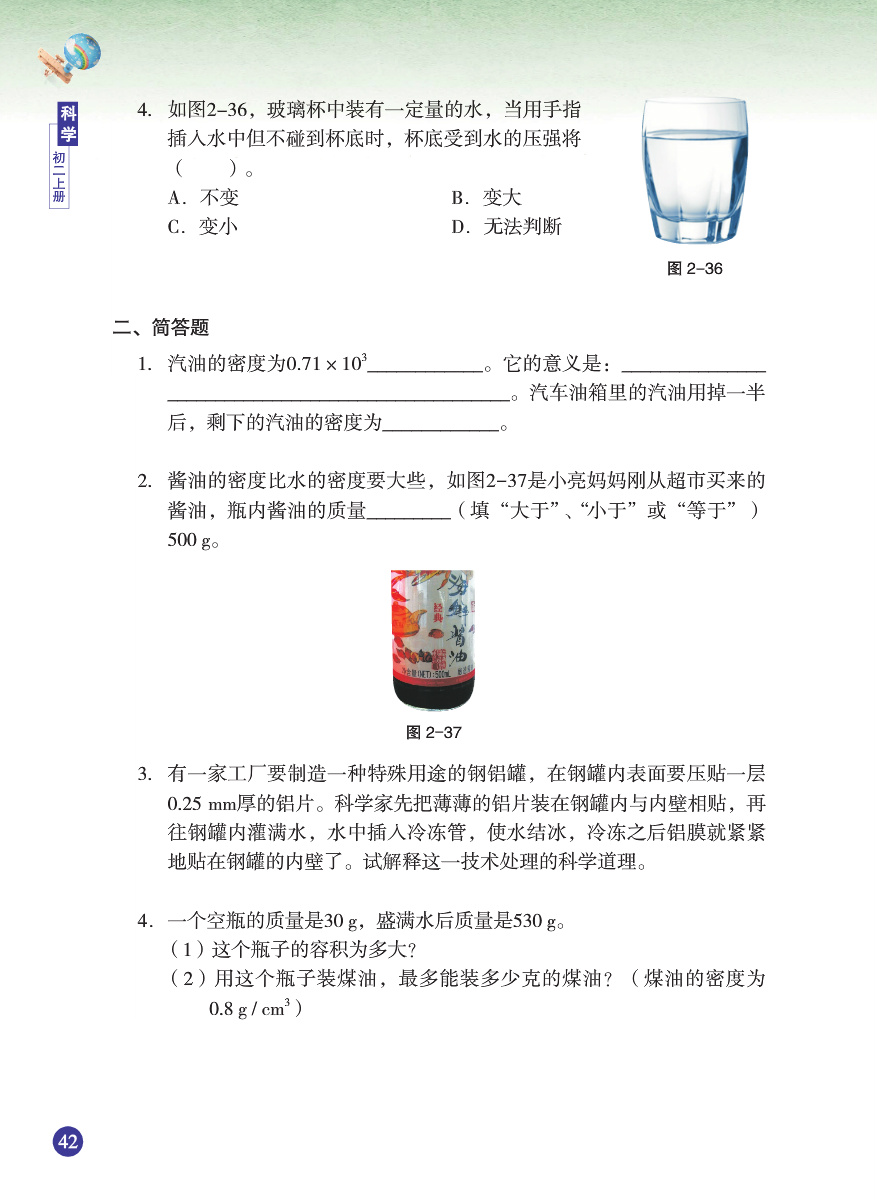 科学
初二上册
4. 如图2-36，玻璃杯中装有一定量的水，当用手指
插入水中但不碰到杯底时，杯底受到水的压强将
（　　）。
A. 不变　　B. 变大
C. 变小　　D. 无法判断
图 2-36
二、简答题
1. 汽油的密度为0.71 × 10³____________。它的意义是：_______________
____________________________________。汽车油箱里的汽油用掉一半
后，剩下的汽油的密度为____________。
2. 酱油的密度比水的密度要大些，如图2-37是小亮妈妈刚从超市买来的
酱油，瓶内酱油的质量_________（填“大于”、“小于”或“等于”）
500 g。
经典
海鲜酱油
净含量(NET):500mL
图 2-37
3. 有一家工厂要制造一种特殊用途的钢铝罐，在钢罐内表面要压贴一层
0.25 mm厚的铝片。科学家先把薄薄的铝片装在钢罐内与内壁相贴，再
往钢罐内灌满水，水中插入冷冻管，使水结冰，冷冻之后铝膜就紧紧
地贴在钢罐的内壁了。试解释这一技术处理的科学道理。
4. 一个空瓶的质量是30 g，盛满水后质量是530 g。
（1）这个瓶子的容积为多大？
（2）用这个瓶子装煤油，最多能装多少克的煤油？（煤油的密度为
0.8 g / cm³）
42